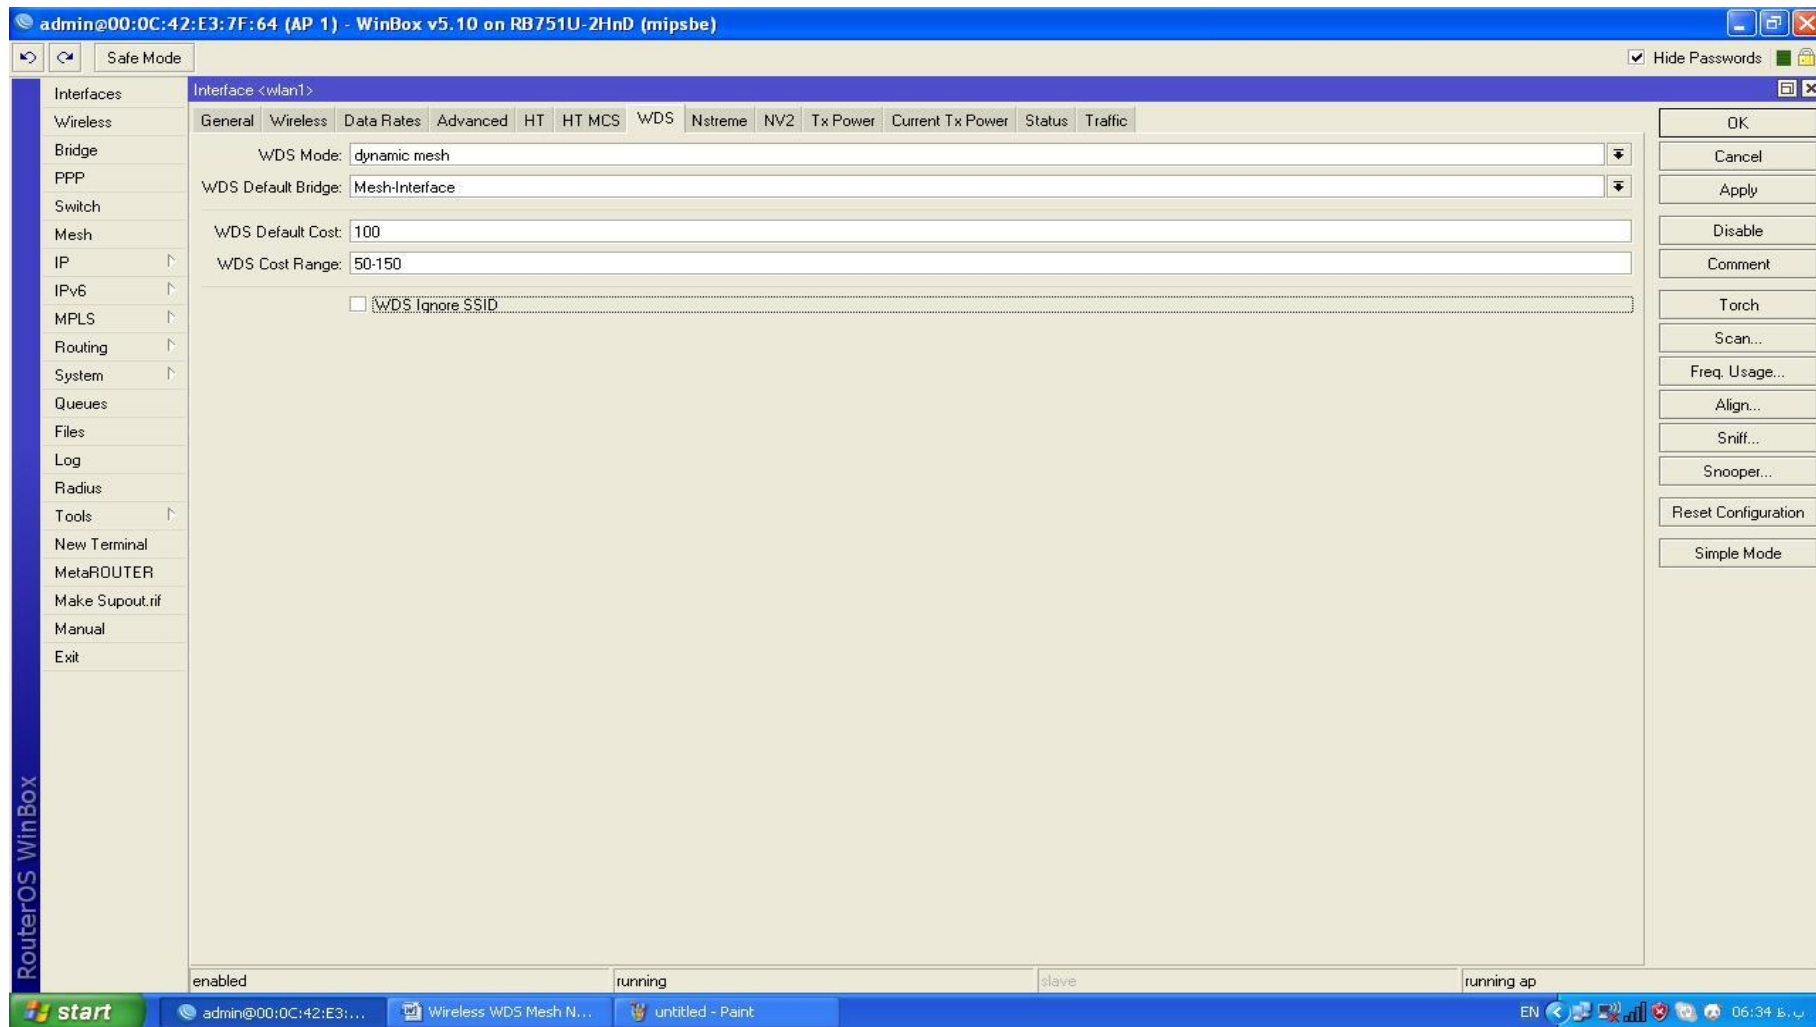 admin@00:0C:42:E3:7F:64 (AP 1) - WinBox v5.10 on RB751U-2HnD (mipsbe)
Safe Mode
Hide Passwords
Interfaces
Wireless
Bridge
PPP
Switch
Mesh
IP
IPv6
MPLS
Routing
System
Queues
Files
Log
Radius
Tools
New Terminal
MetaROUTER
Make Supout.rif
Manual
Exit
RouterOS WinBox
Interface <wlan1>
General Wireless Data Rates Advanced HT HT MCS WDS Nstreme NV2 Tx Power Current Tx Power Status Traffic
WDS Mode: dynamic mesh
WDS Default Bridge: Mesh-Interface
WDS Default Cost: 100
WDS Cost Range: 50-150
WDS Ignore SSID
OK
Cancel
Apply
Disable
Comment
Torch
Scan...
Freq. Usage...
Align...
Sniff...
Snooper...
Reset Configuration
Simple Mode
enabled running slave running ap
start admin@00:0C:42:E3:... Wireless WDS Mesh N... untitled - Paint EN 06:34 ب.ظ